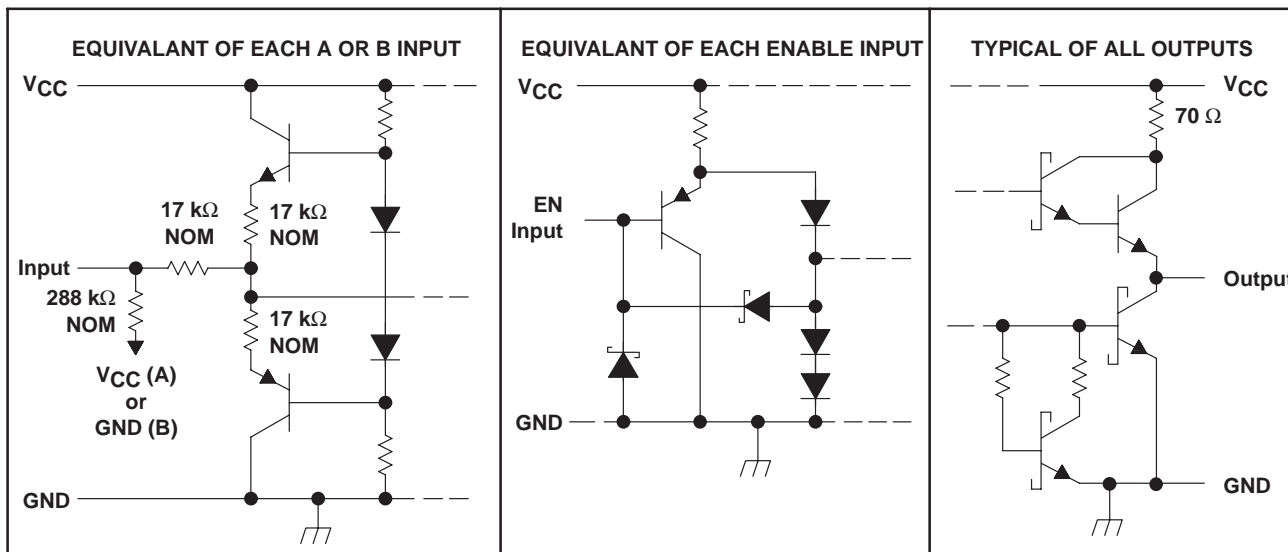 EQUIVALANT OF EACH A OR B INPUT
VCC
17 kΩ
NOM
17 kΩ
NOM
Input
288 kΩ
NOM
17 kΩ
NOM
VCC (A)
or
GND (B)
GND
EQUIVALANT OF EACH ENABLE INPUT
VCC
EN
Input
GND
TYPICAL OF ALL OUTPUTS
VCC
70 Ω
Output
GND